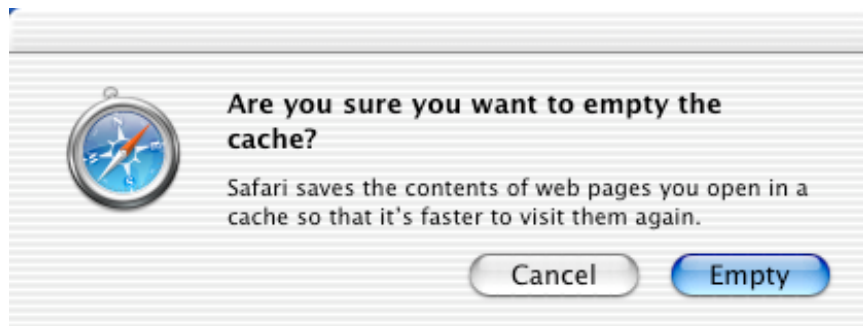 Are you sure you want to empty the
cache?
Safari saves the contents of web pages you open in a
cache so that it's faster to visit them again.
Cancel Empty